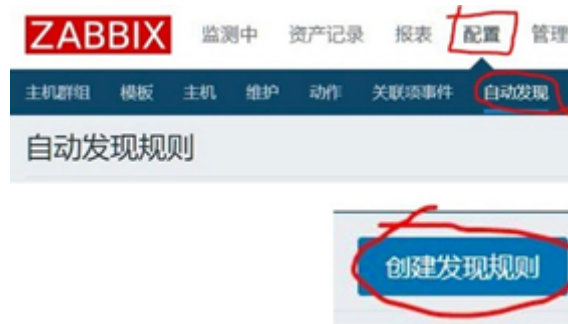 ZABBIX 监测中 资产记录 报表 配置 管理
主机群组 模板 主机 维护 动作 关联项事件 自动发现
自动发现规则
创建发现规则